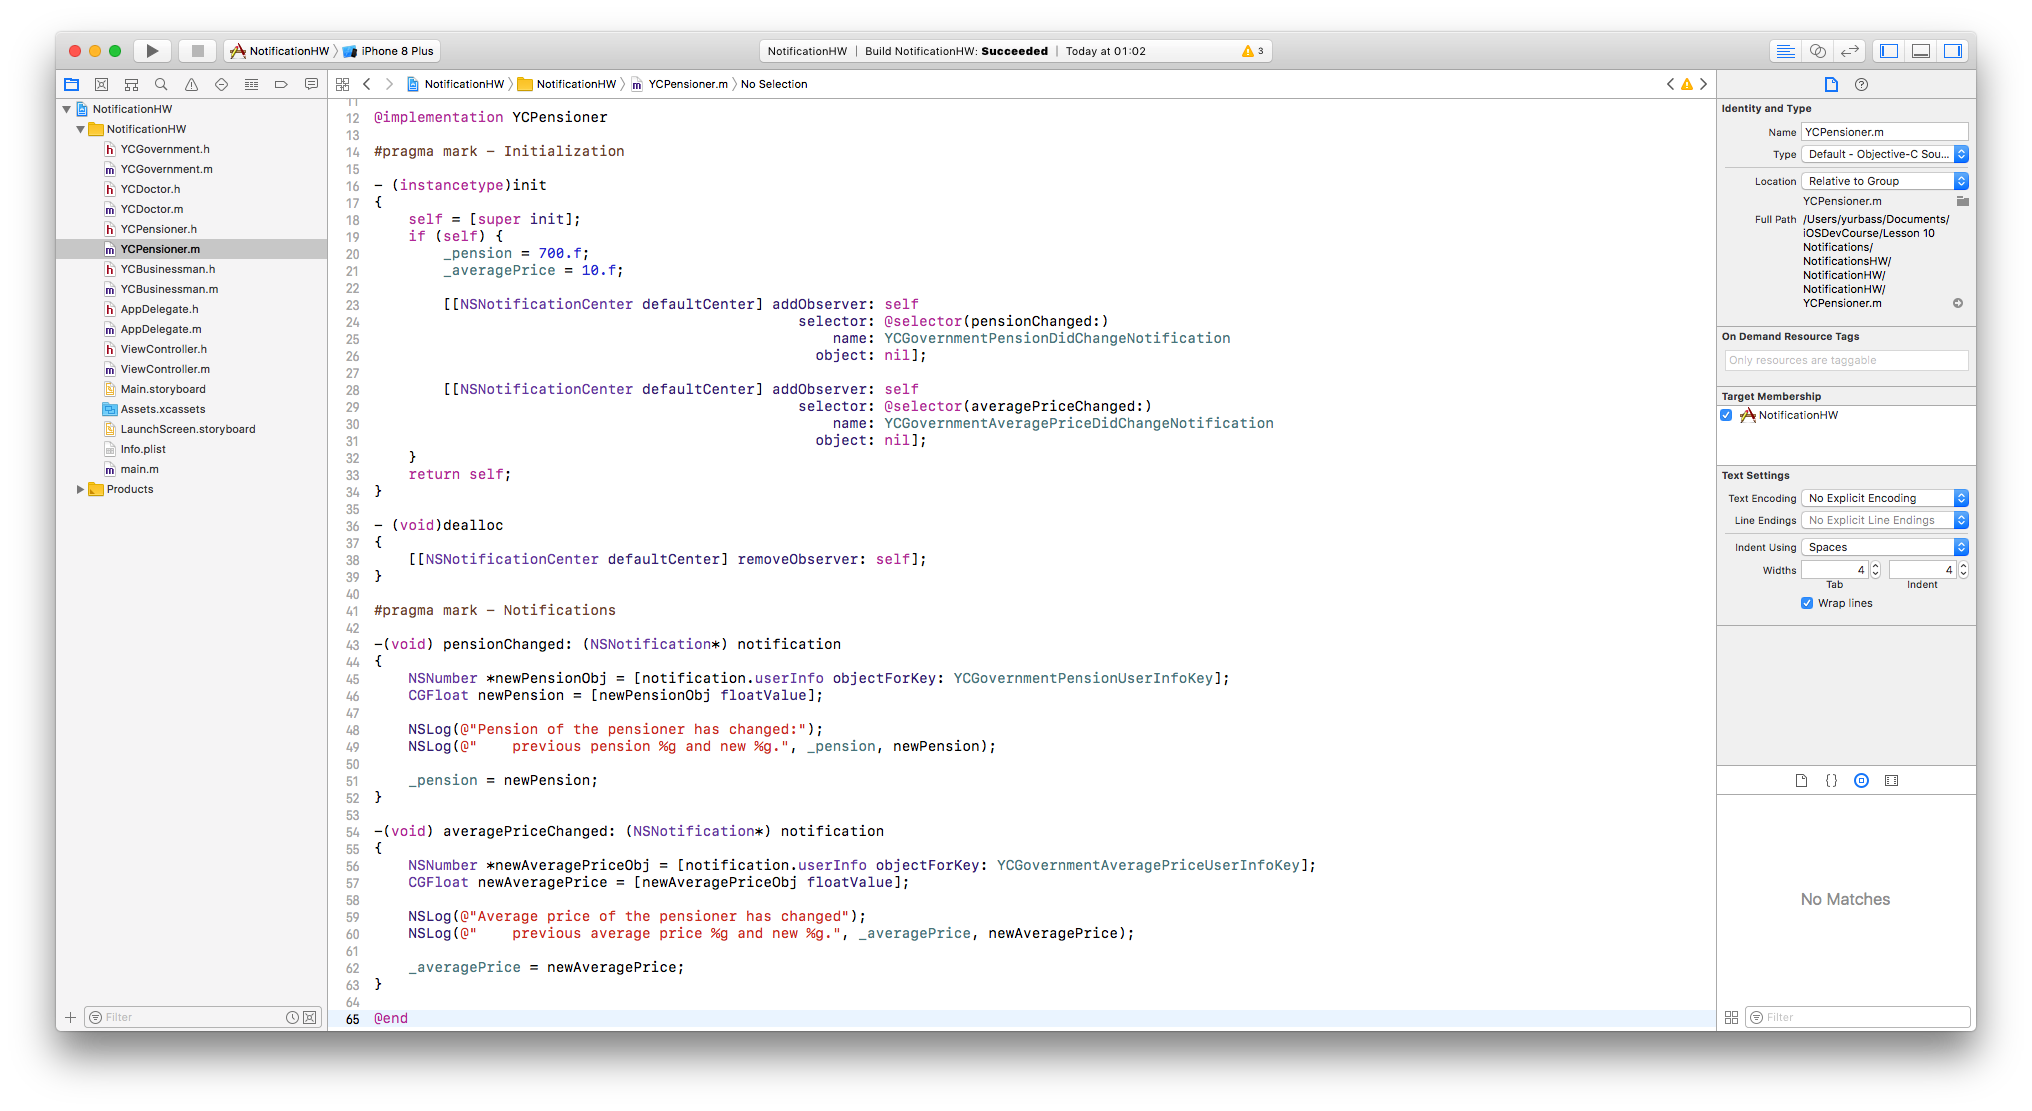 NotificationHW
iPhone 8 Plus
NotificationHW | Build NotificationHW: Succeeded | Today at 01:02
3
NotificationHW
NotificationHW
YCGovernment.h
YCGovernment.m
YCDoctor.h
YCDoctor.m
YCPensioner.h
YCPensioner.m
YCBusinessman.h
YCBusinessman.m
AppDelegate.h
AppDelegate.m
ViewController.h
ViewController.m
Main.storyboard
Assets.xcassets
LaunchScreen.storyboard
Info.plist
main.m
Products
Filter
NotificationHW
NotificationHW
YCPensioner.m
No Selection
11
12 @implementation YCPensioner
13
14 #pragma mark - Initialization
15
16 - (instancetype)init
17 {
18     self = [super init];
19     if (self) {
20         _pension = 700.f;
21         _averagePrice = 10.f;
22
23         [[NSNotificationCenter defaultCenter] addObserver: self
24                                                  selector: @selector(pensionChanged:)
25                                                      name: YCGovernmentPensionDidChangeNotification
26                                                    object: nil];
27
28         [[NSNotificationCenter defaultCenter] addObserver: self
29                                                  selector: @selector(averagePriceChanged:)
30                                                      name: YCGovernmentAveragePriceDidChangeNotification
31                                                    object: nil];
32     }
33     return self;
34 }
35
36 - (void)dealloc
37 {
38     [[NSNotificationCenter defaultCenter] removeObserver: self];
39 }
40
41 #pragma mark - Notifications
42
43 -(void) pensionChanged: (NSNotification*) notification
44 {
45     NSNumber *newPensionObj = [notification.userInfo objectForKey: YCGovernmentPensionUserInfoKey];
46     CGFloat newPension = [newPensionObj floatValue];
47
48     NSLog(@"Pension of the pensioner has changed:");
49     NSLog(@"    previous pension %g and new %g.", _pension, newPension);
50
51     _pension = newPension;
52 }
53
54 -(void) averagePriceChanged: (NSNotification*) notification
55 {
56     NSNumber *newAveragePriceObj = [notification.userInfo objectForKey: YCGovernmentAveragePriceUserInfoKey];
57     CGFloat newAveragePrice = [newAveragePriceObj floatValue];
58
59     NSLog(@"Average price of the pensioner has changed");
60     NSLog(@"    previous average price %g and new %g.", _averagePrice, newAveragePrice);
61
62     _averagePrice = newAveragePrice;
63 }
64
65 @end
Identity and Type
Name YCPensioner.m
Type Default - Objective-C Sou...
Location Relative to Group
YCPensioner.m
Full Path /Users/yurbass/Documents/
iOSDevCourse/Lesson 10
Notifications/
NotificationsHW/
NotificationHW/
NotificationHW/
YCPensioner.m
On Demand Resource Tags
Only resources are taggable
Target Membership
NotificationHW
Text Settings
Text Encoding No Explicit Encoding
Line Endings No Explicit Line Endings
Indent Using Spaces
Widths 4 4
Tab Indent
Wrap lines
No Matches
Filter